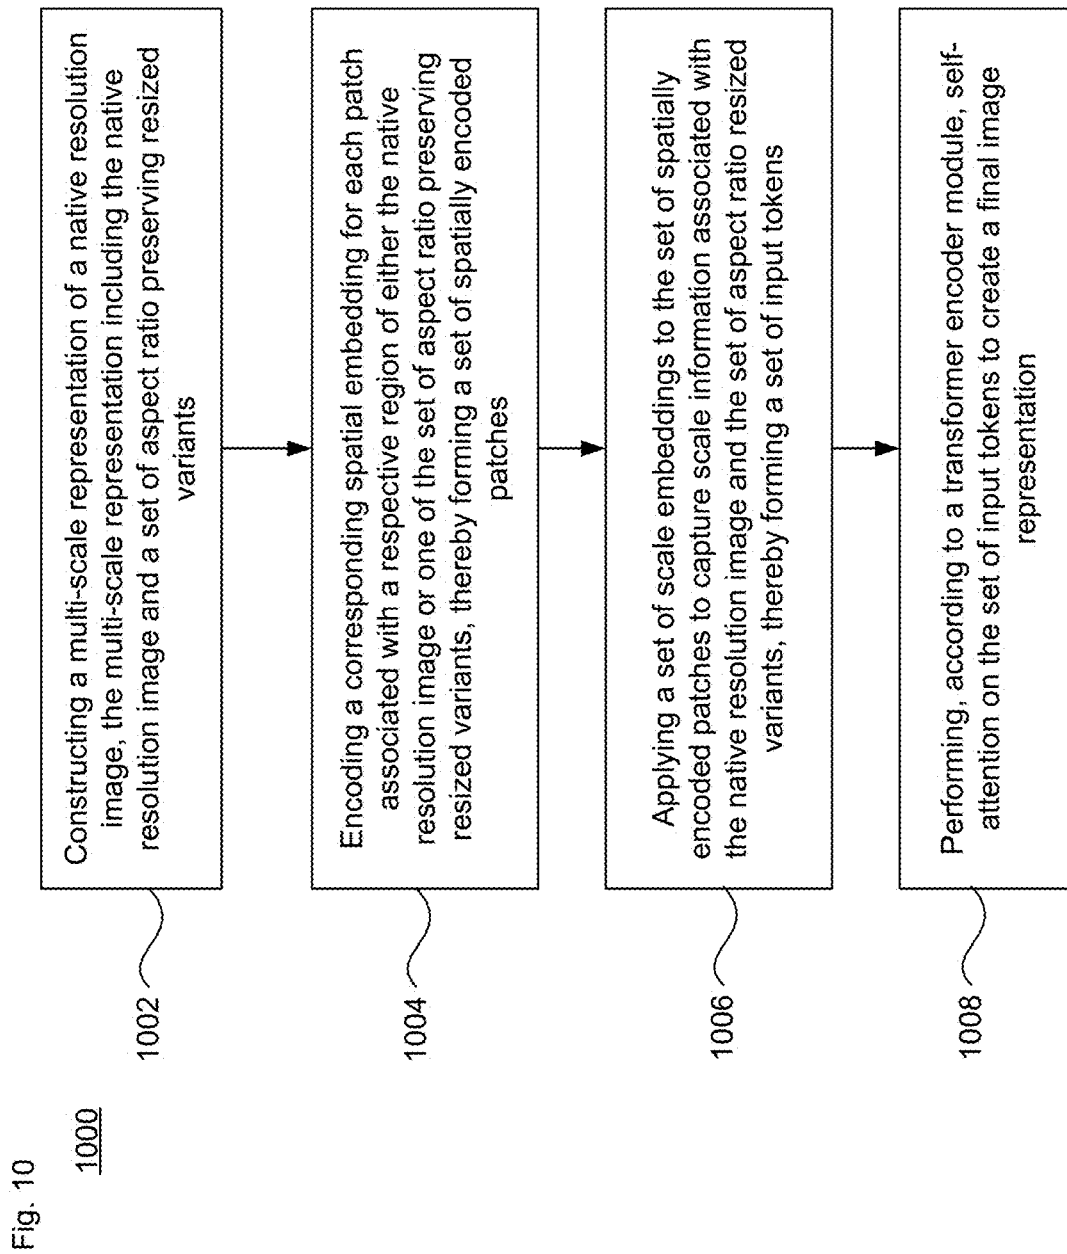 Fig. 10
1000
1002
Constructing a multi-scale representation of a native resolution
image, the multi-scale representation including the native
resolution image and a set of aspect ratio preserving resized
variants
1004
Encoding a corresponding spatial embedding for each patch
associated with a respective region of either the native
resolution image or one of the set of aspect ratio preserving
resized variants, thereby forming a set of spatially encoded
patches
1006
Applying a set of scale embeddings to the set of spatially
encoded patches to capture scale information associated with
the native resolution image and the set of aspect ratio resized
variants, thereby forming a set of input tokens
1008
Performing, according to a transformer encoder module, self-
attention on the set of input tokens to create a final image
representation